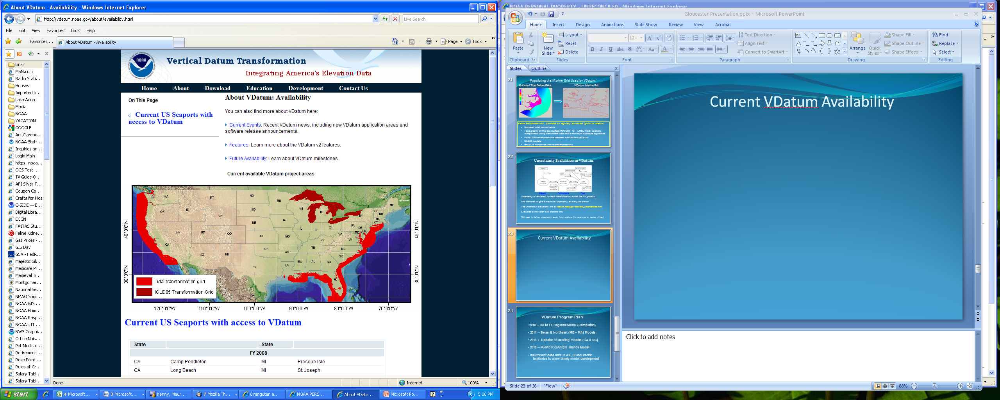 About VDatum - Availability - Windows Internet Explorer
http://vdatum.noaa.gov/about/availability.html
Live Search
File Edit View Favorites Tools Help
Favorites ...
About VDatum - Availability
Page
Tools
Links
MSN.com
Radio Stati...
Houses
Imported b...
Lake Anna
Media
NOAA
VACATION
GOOGLE
Art-Clarenc...
NOAA Staff...
Inquiries an...
Login Main
https--noaa...
OCS Test ...
TV Guide O...
AFI Silver T...
Coupon Co...
Crafts for Kids
C-SIDE — E...
Digital Libra...
ECCN
FAITAS Stu...
Feline Kidne...
Gas Prices -...
GIS Day
GSA - FedR...
Majestic Sil...
Medicare Pr...
Medieval Ti...
Montgomer...
National Se...
NMAO Ship ...
NOAA GIS ...
NOAA Hum...
NOAA Resp...
NOAA's IT ...
NWS Graphi...
Office Nois...
Pet Medicat...
Retirement ...
Rose Point ...
Rules of Gr...
Salary Tabl...
Salary Tabl...
NOAA
Vertical Datum Transformation
Integrating America's Elevation Data
Home About Download Education Development Contact Us
On This Page
Current US Seaports with
access to VDatum
About VDatum: Availability
You can also find more about VDatum here:
Current Events: Recent VDatum news, including new VDatum application areas and
software release announcements.
Features: Learn more about the VDatum v2 features.
Future Availability: Learn about VDatum milestones.
Current available VDatum project areas
WA MT ND MN ME
OR ID WY SD WI MI VT NH
NY MA CT
NE IA PA
NV UT CO IL IN OH DE NJ MD
KS MO KY VA VA
CA AZ NM OK AR TN NC
SC
TX LA MS AL GA
FL
40°0'0"N
30°0'0"N
40°0'0"N
30°0'0"N
Tidal transformation grid
IGLD85 Transformation Grid
120°0'0"W 110°0'0"W 100°0'0"W 90°0'0"W 80°0'0"W 70°0'0"W
Current US Seaports with access to VDatum
State State
FY 2008
CA Camp Pendleton MI Presque Isle
CA Long Beach MI St. Joseph
Done
Internet
100%
start
4 Microsoft...
3 Microsoft...
Kenny, Maur...
7 Mozilla Th...
Orangutan a...
NOAA PERS...
About VDatu...
Microsoft Po...
5:06 PM
NOAA PERSONAL PROPERTY - UNRECONCILED - Windows Internet Explorer
Gloucester Presentation.pptx - Microsoft PowerPoint
Home Insert Design Animations Slide Show Review View Acrobat
Paste
Clipboard
New
Slide
Layout
Reset
Delete
Slides
12+
B I U abc S AV Aa A
Font
Text Direction
Align Text
Convert to SmartArt
Paragraph
Arrange
Quick
Styles
Shape Fill
Shape Outline
Shape Effects
Drawing
Find
Replace
Select
Editing
Slides Outline
21
Populating the Marine Grid Used by VDatum
Modeled Tidal Datum Fields VDatum Marine Grid
Datum transformations provided on regularly structured grids to VDatum:
• Modeled tidal datum fields
• Topography of the Sea Surface (NAVD88 – to – LMSL field): spatially
interpolated using benchmark data and a minimum curvature algorithm
• VERTCON transformations between NAVD88 and NGVD29
• GEOID models
• NADCON horizontal datum transformations
22
Uncertainty Evaluation in VDatum
Ellipsoid Orthometric Tidal
Uncertainty is calculated for each transformation across the full process...
And combined to give a maximum uncertainty at every tide station
The uncertainty evaluations are at: vdatum.noaa.gov/docs/est_uncertainties.html
Evaluated at the water level stations only
Still need to define uncertainty away from stations (for example, in center of bay)
23
Current VDatum Availability
24
VDatum Program Plan
•2010 -- SC to FL Regional Model (Completed)
• 2011 -- Texas & Northeast (ME – MA) Models
• 2011 + Updates to existing models (GA & NC)
• 2012 -- Puerto Rico/Virgin Islands Model
• Insufficient base data in AK, HI and Pacific
territories to allow timely model development
Current VDatum Availability
Click to add notes
Slide 23 of 26
"Flow"
88%